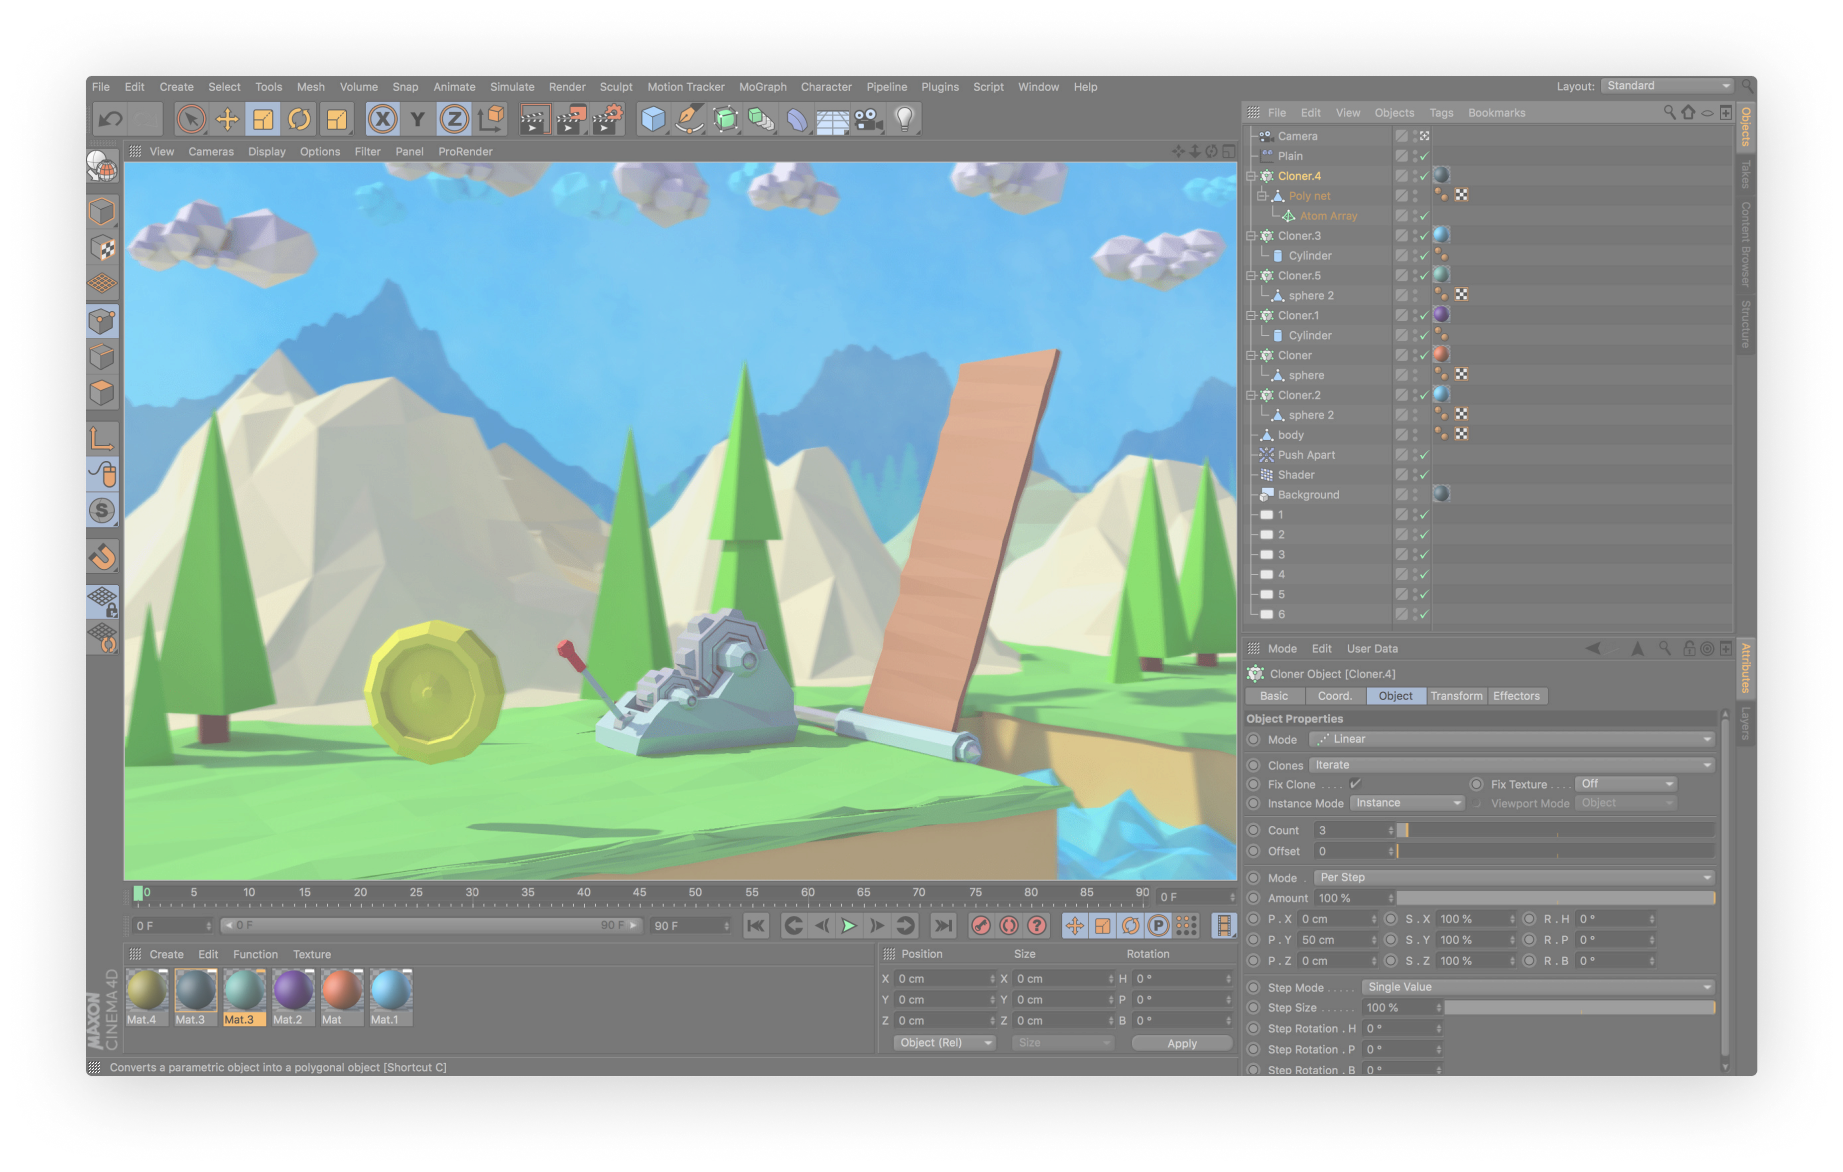 File Edit Create Select Tools Mesh Volume Snap Animate Simulate Render Sculpt Motion Tracker MoGraph Character Pipeline Plugins Script Window Help Layout: Standard
X Y Z
View Cameras Display Options Filter Panel ProRender
File Edit View Objects Tags Bookmarks
Camera
Plain
Cloner.4
Poly net
Atom Array
Cloner.3
Cylinder
Cloner.5
sphere 2
Cloner.1
Cylinder
Cloner
sphere
Cloner.2
sphere 2
body
Push Apart
Shader
Background
1
2
3
4
5
6
Objects
Takes
Content Browser
Structure
S
Mode Edit User Data
Cloner Object [Cloner.4]
Basic Coord. Object Transform Effectors
Object Properties
Mode Linear
Clones Iterate
Fix Clone .... Fix Texture .... Off
Instance Mode Instance Viewport Mode Object
Count 3
Offset 0
Mode . Per Step
Amount 100 %
P . X 0 cm S . X 100 % R . H 0 °
P . Y 50 cm S . Y 100 % R . P 0 °
P . Z 0 cm S . Z 100 % R . B 0 °
Step Mode ..... Single Value
Step Size ...... 100 %
Step Rotation . H 0 °
Step Rotation . P 0 °
Step Rotation . B 0 °
Attributes
Layers
0 5 10 15 20 25 30 35 40 45 50 55 60 65 70 75 80 85 90 0 F
0 F 0 F 90 F 90 F ? P
Create Edit Function Texture
Mat.4 Mat.3 Mat.3 Mat.2 Mat Mat.1
Position Size Rotation
X 0 cm X 0 cm H 0 °
Y 0 cm Y 0 cm P 0 °
Z 0 cm Z 0 cm B 0 °
Object (Rel) Size Apply
MAXON
CINEMA 4D
Converts a parametric object into a polygonal object [Shortcut C]